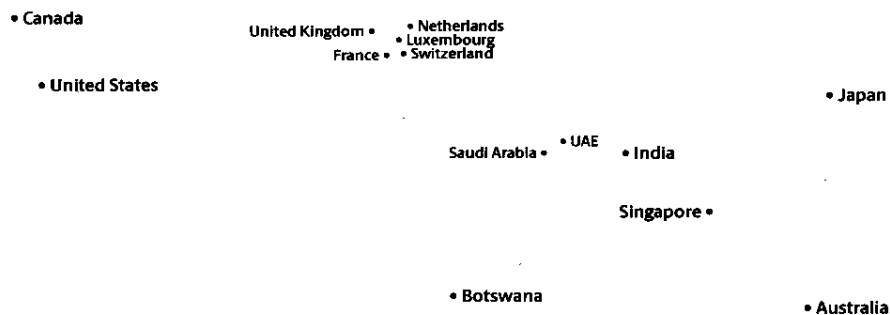 Canada
Netherlands
United Kingdom
Luxembourg
France
Switzerland
United States
Japan
UAE
Saudi Arabia
India
Singapore
Botswana
Australia